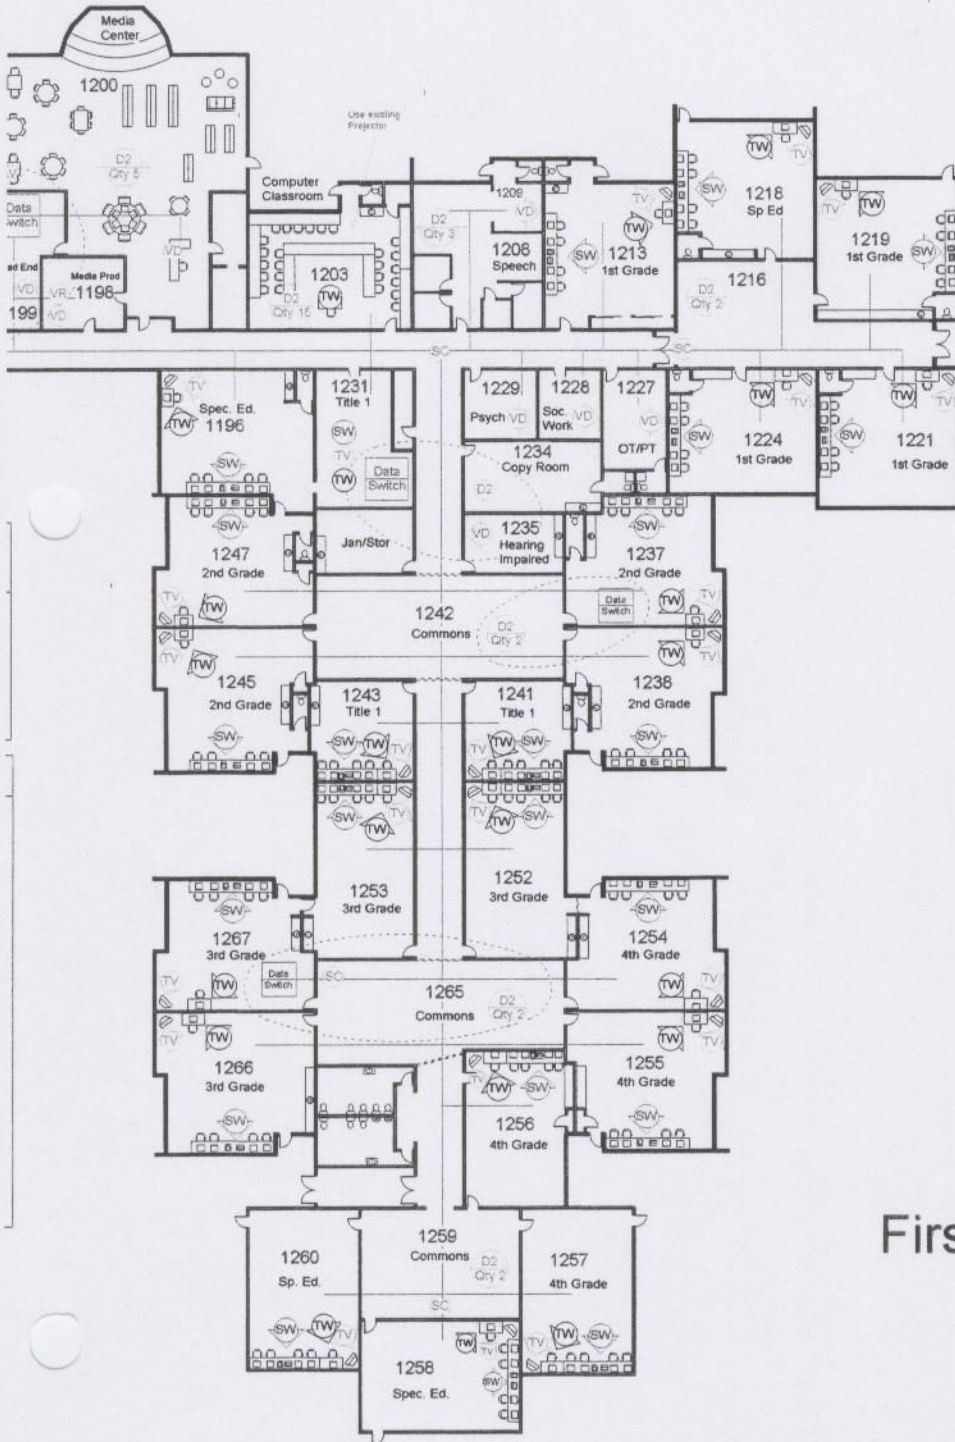 Media
Center
1200
Use existing
Projector
D2
Qty 5
Data
Switch
VD
Computer
Classroom
1203
D2
Qty 15
TW
Media Prod
1198
VD
ad End
VD
199
VD
1209
VD
D2
Qty 3
1208
Speech
TW
SW
1213
1st Grade
TW
TV
SW
1218
Sp Ed
TV
TW
1219
1st Grade
SW
1216
D2
Qty 2
SC
SC
TV
Spec. Ed.
1196
TW
SW
1231
Title 1
SW
TV
TW
Data
Switch
1229
Psych
VD
1228
Soc.
Work
VD
1227
VD
OT/PT
1234
Copy Room
D2
TV
TW
SW
1224
1st Grade
TV
TW
SW
1221
1st Grade
SW
1247
2nd Grade
TV
TW
Jan/Stor
VD
1235
Hearing
Impaired
SW
1237
2nd Grade
Data
Switch
TW
TV
1242
Commons
D2
Qty 2
TV
TW
1245
2nd Grade
SW
1243
Title 1
SW
TW
TV
1241
Title 1
TV
TW
SW
TW
TV
1238
2nd Grade
SW
SW
TW
TV
1253
3rd Grade
TV
TW
SW
1252
3rd Grade
SW
1267
3rd Grade
TV
TW
Data
Switch
SC
1265
Commons
D2
Qty 2
SW
1254
4th Grade
TW
TV
TV
TW
1266
3rd Grade
SW
TW
SW
1256
4th Grade
TW
TV
1255
4th Grade
SW
1260
Sp. Ed.
SW
TW
TV
1259
Commons
D2
Qty 2
SC
1257
4th Grade
TV
TW
SW
1258
Spec. Ed.
TW
TV
SW
Firs